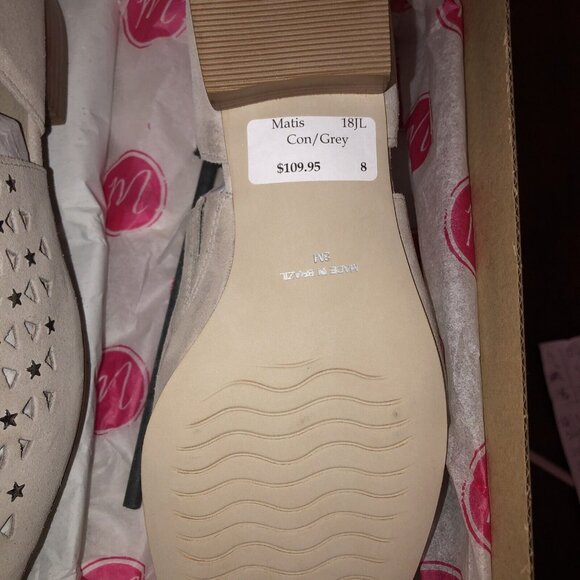 Matis 18JL
Con/Grey
$109.95 8
MADE IN BRAZIL